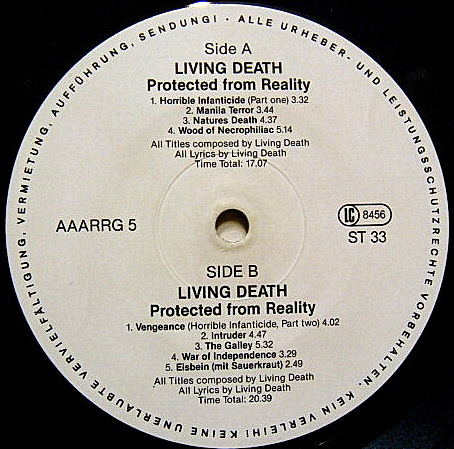 ALLE URHEBER- UND LEISTUNGSSCHUTZRECHTE VORBEHALTEN. KEIN VERLEIH! KEINE UNERLAUBTE VERVIELFÄLTIGUNG, VERMIETUNG, AUFFÜHRUNG, SENDUNG! ·
Side A
LIVING DEATH
Protected from Reality
1. Horrible Infanticide (Part one) 3.32
2. Manila Terror 3.44
3. Natures Death 4.37
4. Wood of Necrophiliac 5.14
All Titles composed by Living Death
All Lyrics by Living Death
Time Total: 17.07
AAARRG 5
LC 8456
ST 33
SIDE B
LIVING DEATH
Protected from Reality
1. Vengeance (Horrible Infanticide, Part two) 4.02
2. Intruder 4.47
3. The Galley 5.32
4. War of Independence 3.29
5. Eisbein (mit Sauerkraut) 2.49
All Titles composed by Living Death
All Lyrics by Living Death
Time Total: 20.39